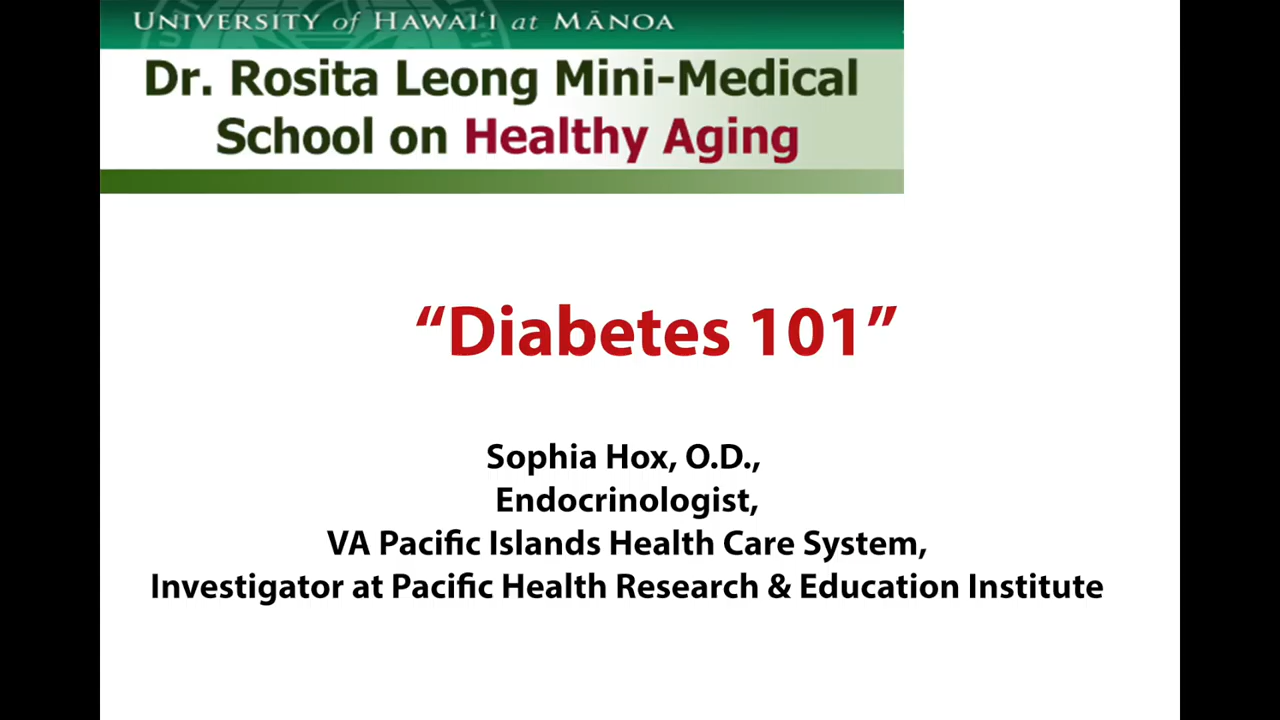 UNIVERSITY of HAWAIʻI at MĀNOA
Dr. Rosita Leong Mini-Medical
School on Healthy Aging
“Diabetes 101”
Sophia Hox, O.D.,
Endocrinologist,
VA Pacific Islands Health Care System,
Investigator at Pacific Health Research & Education Institute